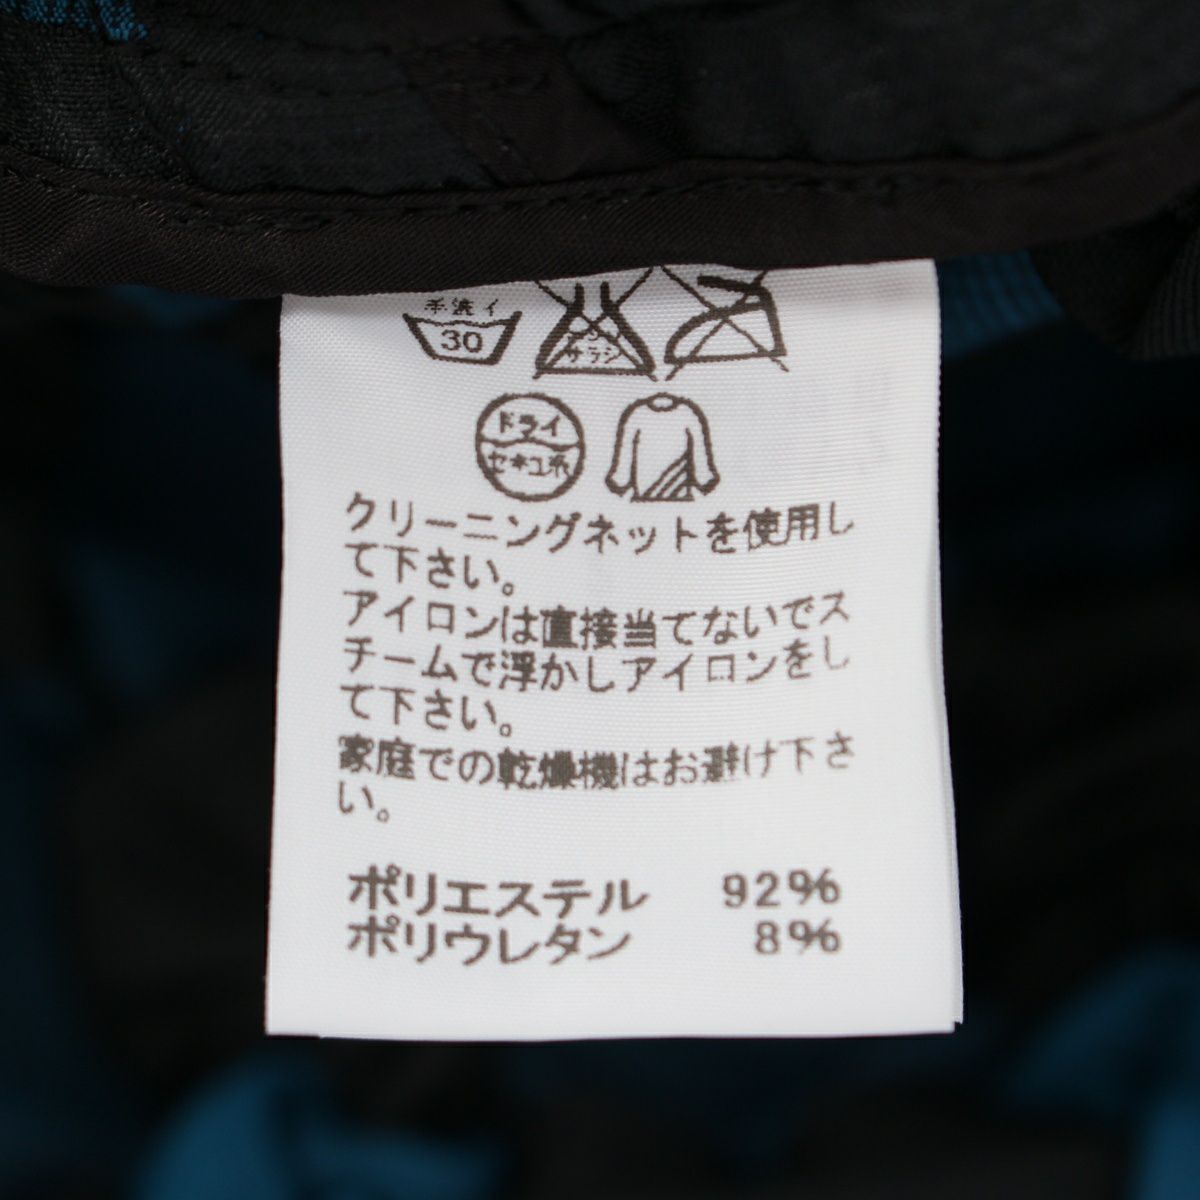 手洗イ
30
エンソ
サラシ
ドライ
セキユ系
クリーニングネットを使用し
て下さい。
アイロンは直接当てないでス
チームで浮かしアイロンをし
て下さい。
家庭での乾燥機はお避け下さ
い。
ポリエステル 92%
ポリウレタン 8%